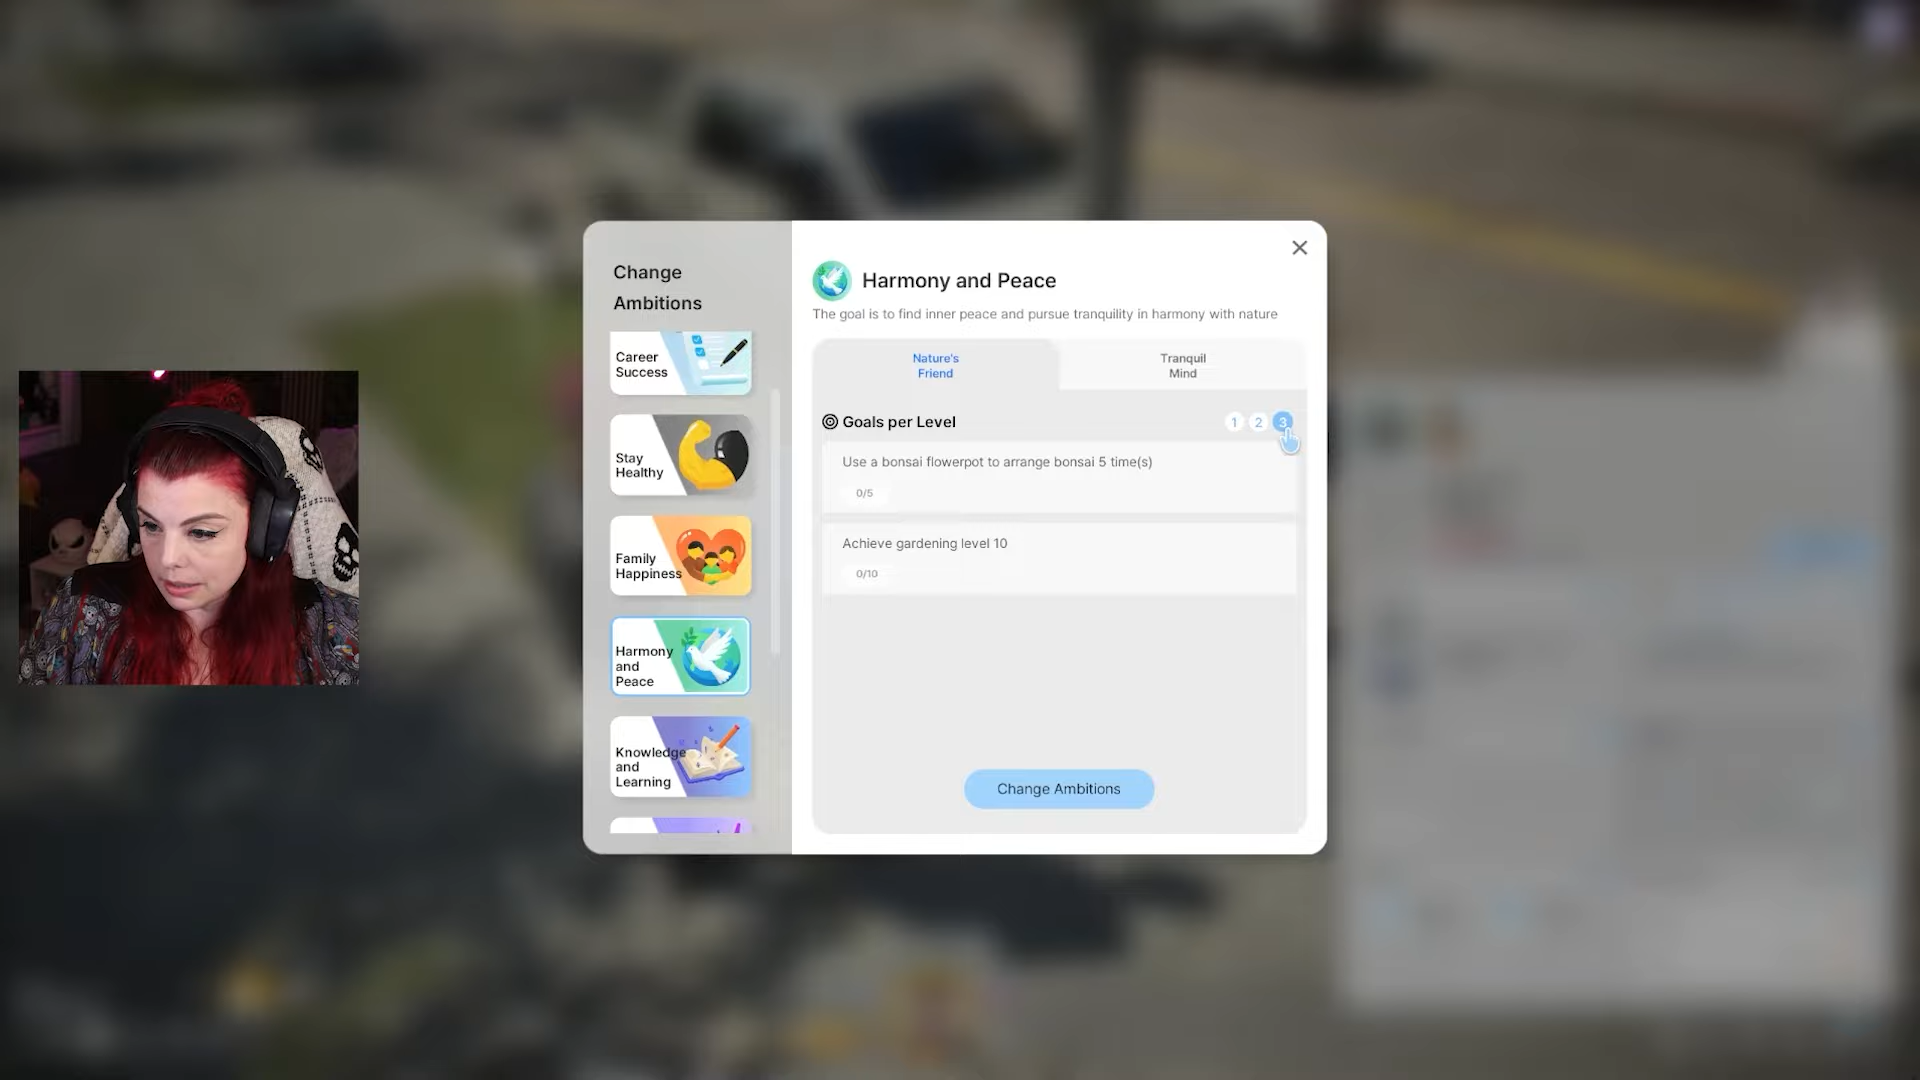 Change
Ambitions
Career
Success
Stay
Healthy
Family
Happiness
Harmony
and
Peace
Knowledge
and
Learning
Harmony and Peace
The goal is to find inner peace and pursue tranquility in harmony with nature
Nature's
Friend
Tranquil
Mind
Goals per Level
1 2 3
Use a bonsai flowerpot to arrange bonsai 5 time(s)
0/5
Achieve gardening level 10
0/10
Change Ambitions